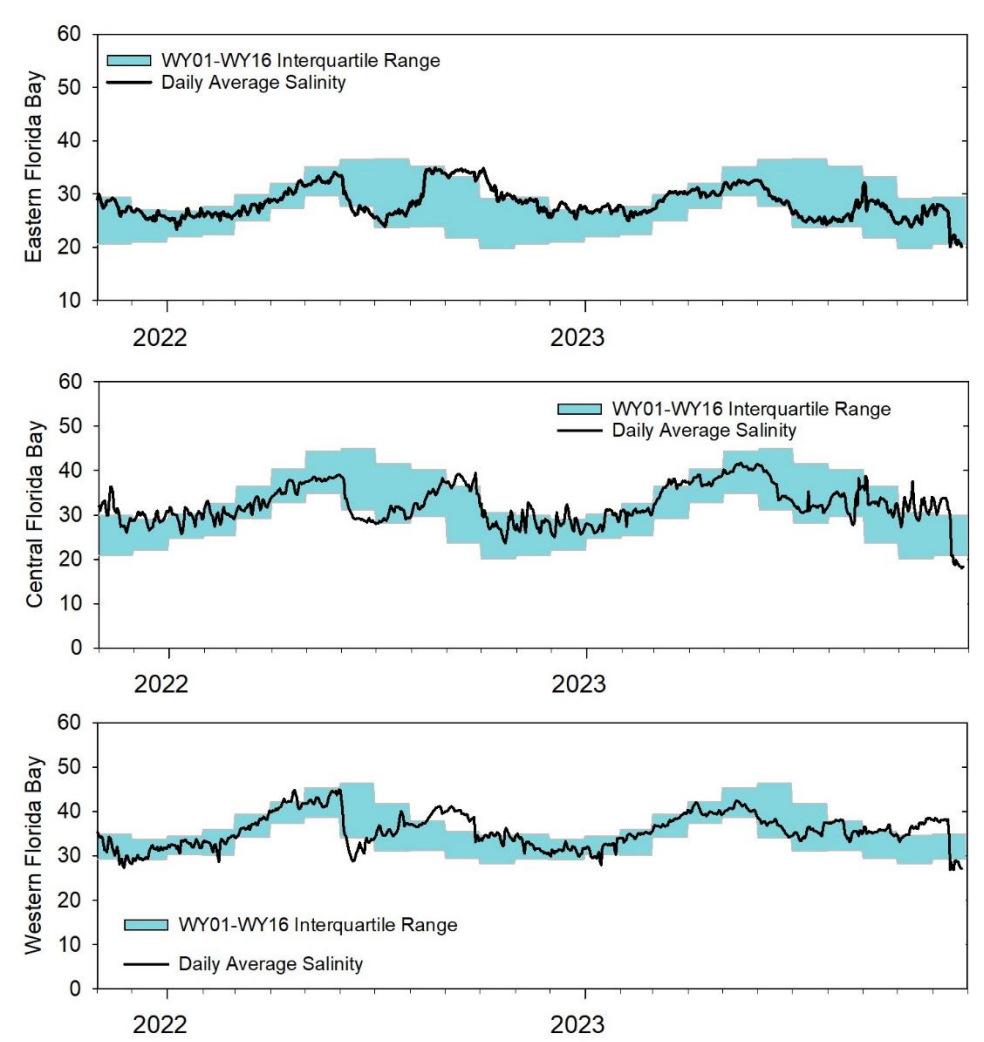 60
WY01-WY16 Interquartile Range
50
Daily Average Salinity
40
30
20
10
Eastern Florida Bay
2022
2023
60
50
WY01-WY16 Interquartile Range
Daily Average Salinity
40
30
20
10
0
Central Florida Bay
2022
2023
60
50
40
30
20
WY01-WY16 Interquartile Range
10
Daily Average Salinity
0
Western Florida Bay
2022
2023